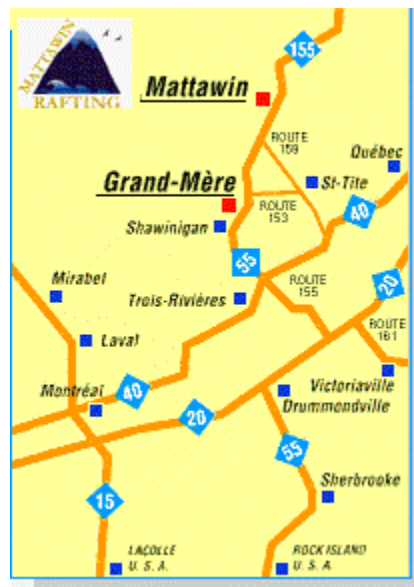 MATTAWIN
RAFTING
155
Mattawin
ROUTE
159
Québec
Grand-Mère
St-Tite
ROUTE
153
40
Shawinigan
55
20
Mirabel
Trois-Rivières
ROUTE
155
ROUTE
161
Laval
Montréal
40
Victoriaville
Drummondville
20
55
Sherbrooke
15
LAÇOLLE
U. S. A.
ROCK ISLAND
U. S. A.